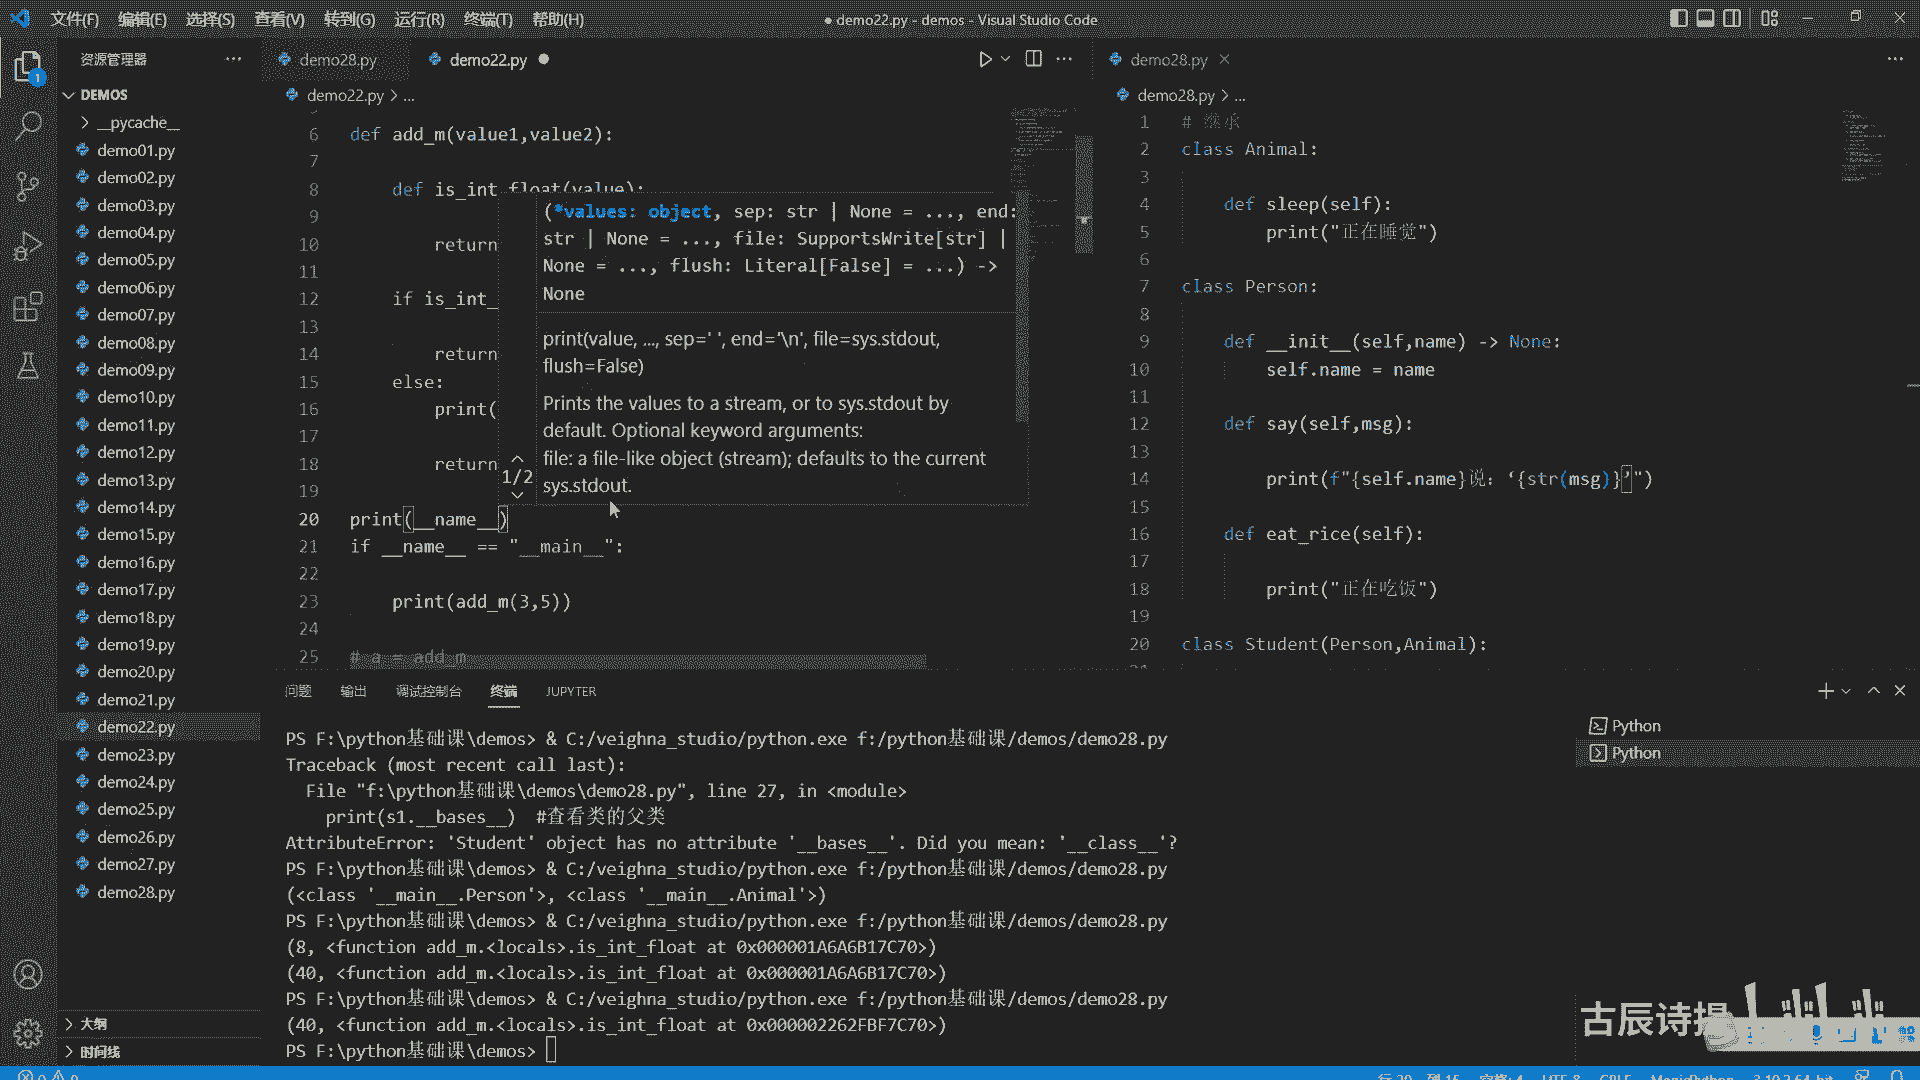 文件(F) 编辑(E) 选择(S) 查看(V) 转到(G) 运行(R) 终端(T) 帮助(H)
● demo22.py - demos - Visual Studio Code
资源管理器
DEMOS
__pycache__
demo01.py
demo02.py
demo03.py
demo04.py
demo05.py
demo06.py
demo07.py
demo08.py
demo09.py
demo10.py
demo11.py
demo12.py
demo13.py
demo14.py
demo15.py
demo16.py
demo17.py
demo18.py
demo19.py
demo20.py
demo21.py
demo22.py
demo23.py
demo24.py
demo25.py
demo26.py
demo27.py
demo28.py
大纲
时间线
demo28.py
demo22.py ●
demo22.py > ...
6 def add_m(value1,value2):
7
8 def is_int_float(value):
9
10 return
11
12 if is_int_
13
14 return
15 else:
16 print(
17
18 return
19
20 print(__name__)
21 if __name__ == "__main__":
22
23 print(add_m(3,5))
24
25 # a = add_m
(*values: object, sep: str | None = ..., end:
str | None = ..., file: SupportsWrite[str] |
None = ..., flush: Literal[False] = ...) ->
None
print(value, ..., sep=' ', end='\n', file=sys.stdout,
flush=False)
Prints the values to a stream, or to sys.stdout by
default. Optional keyword arguments:
file: a file-like object (stream); defaults to the current
1/2
sys.stdout.
demo28.py
demo28.py > ...
1 # 继承
2 class Animal:
3
4 def sleep(self):
5 print("正在睡觉")
6
7 class Person:
8
9 def __init__(self,name) -> None:
10 self.name = name
11
12 def say(self,msg):
13
14 print(f"{self.name}说：‘{str(msg)}’")
15
16 def eat_rice(self):
17
18 print("正在吃饭")
19
20 class Student(Person,Animal):
问题 输出 调试控制台 终端 JUPYTER
PS F:\python基础课\demos> & C:/veighna_studio/python.exe f:/python基础课/demos/demo28.py
Traceback (most recent call last):
File "f:\python基础课\demos\demo28.py", line 27, in <module>
print(s1.__bases__) #查看类的父类
AttributeError: 'Student' object has no attribute '__bases__'. Did you mean: '__class__'?
PS F:\python基础课\demos> & C:/veighna_studio/python.exe f:/python基础课/demos/demo28.py
(<class '__main__.Person'>, <class '__main__.Animal'>)
PS F:\python基础课\demos> & C:/veighna_studio/python.exe f:/python基础课/demos/demo28.py
(8, <function add_m.<locals>.is_int_float at 0x000001A6A6B17C70>)
(40, <function add_m.<locals>.is_int_float at 0x000001A6A6B17C70>)
PS F:\python基础课\demos> & C:/veighna_studio/python.exe f:/python基础课/demos/demo28.py
(40, <function add_m.<locals>.is_int_float at 0x000002262FBF7C70>)
PS F:\python基础课\demos>
Python
Python
古辰诗提